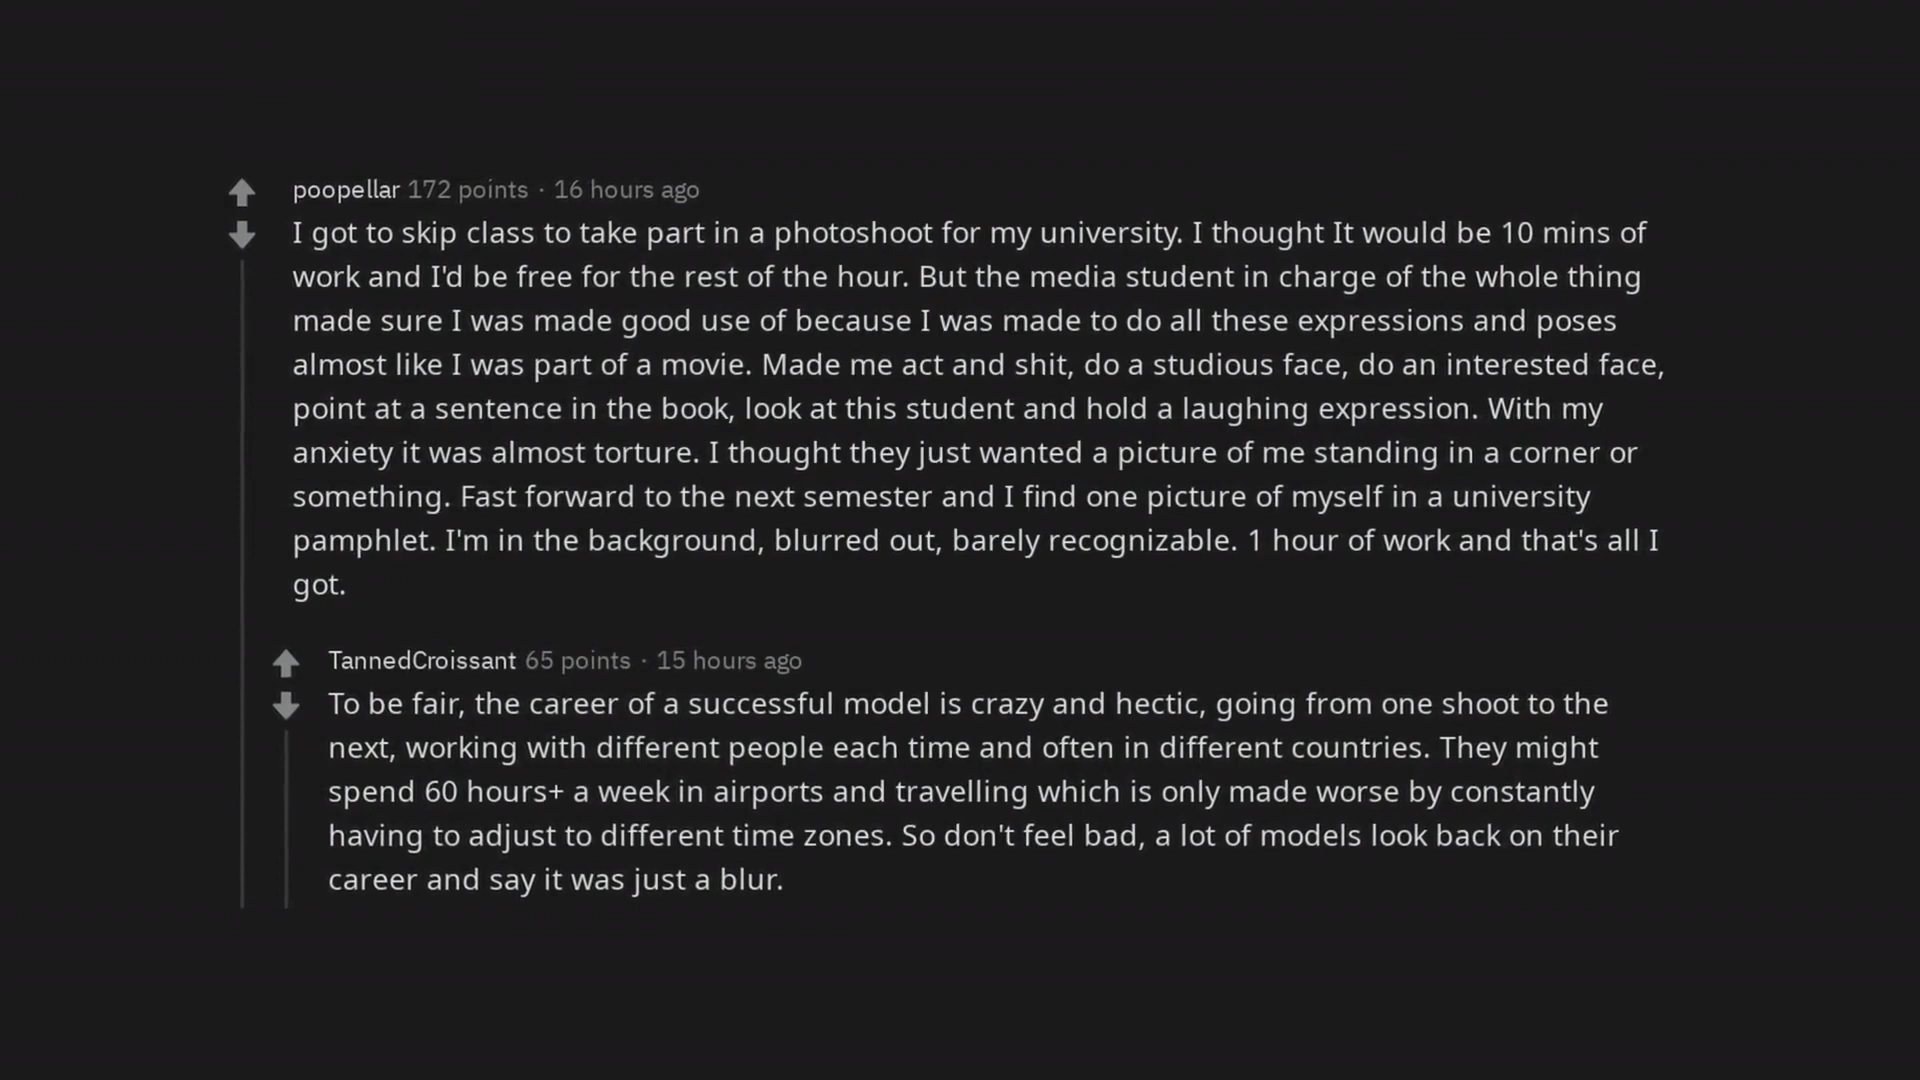 poopellar 172 points · 16 hours ago
I got to skip class to take part in a photoshoot for my university. I thought It would be 10 mins of
work and I'd be free for the rest of the hour. But the media student in charge of the whole thing
made sure I was made good use of because I was made to do all these expressions and poses
almost like I was part of a movie. Made me act and shit, do a studious face, do an interested face,
point at a sentence in the book, look at this student and hold a laughing expression. With my
anxiety it was almost torture. I thought they just wanted a picture of me standing in a corner or
something. Fast forward to the next semester and I find one picture of myself in a university
pamphlet. I'm in the background, blurred out, barely recognizable. 1 hour of work and that's all I
got.
TannedCroissant 65 points · 15 hours ago
To be fair, the career of a successful model is crazy and hectic, going from one shoot to the
next, working with different people each time and often in different countries. They might
spend 60 hours+ a week in airports and travelling which is only made worse by constantly
having to adjust to different time zones. So don't feel bad, a lot of models look back on their
career and say it was just a blur.